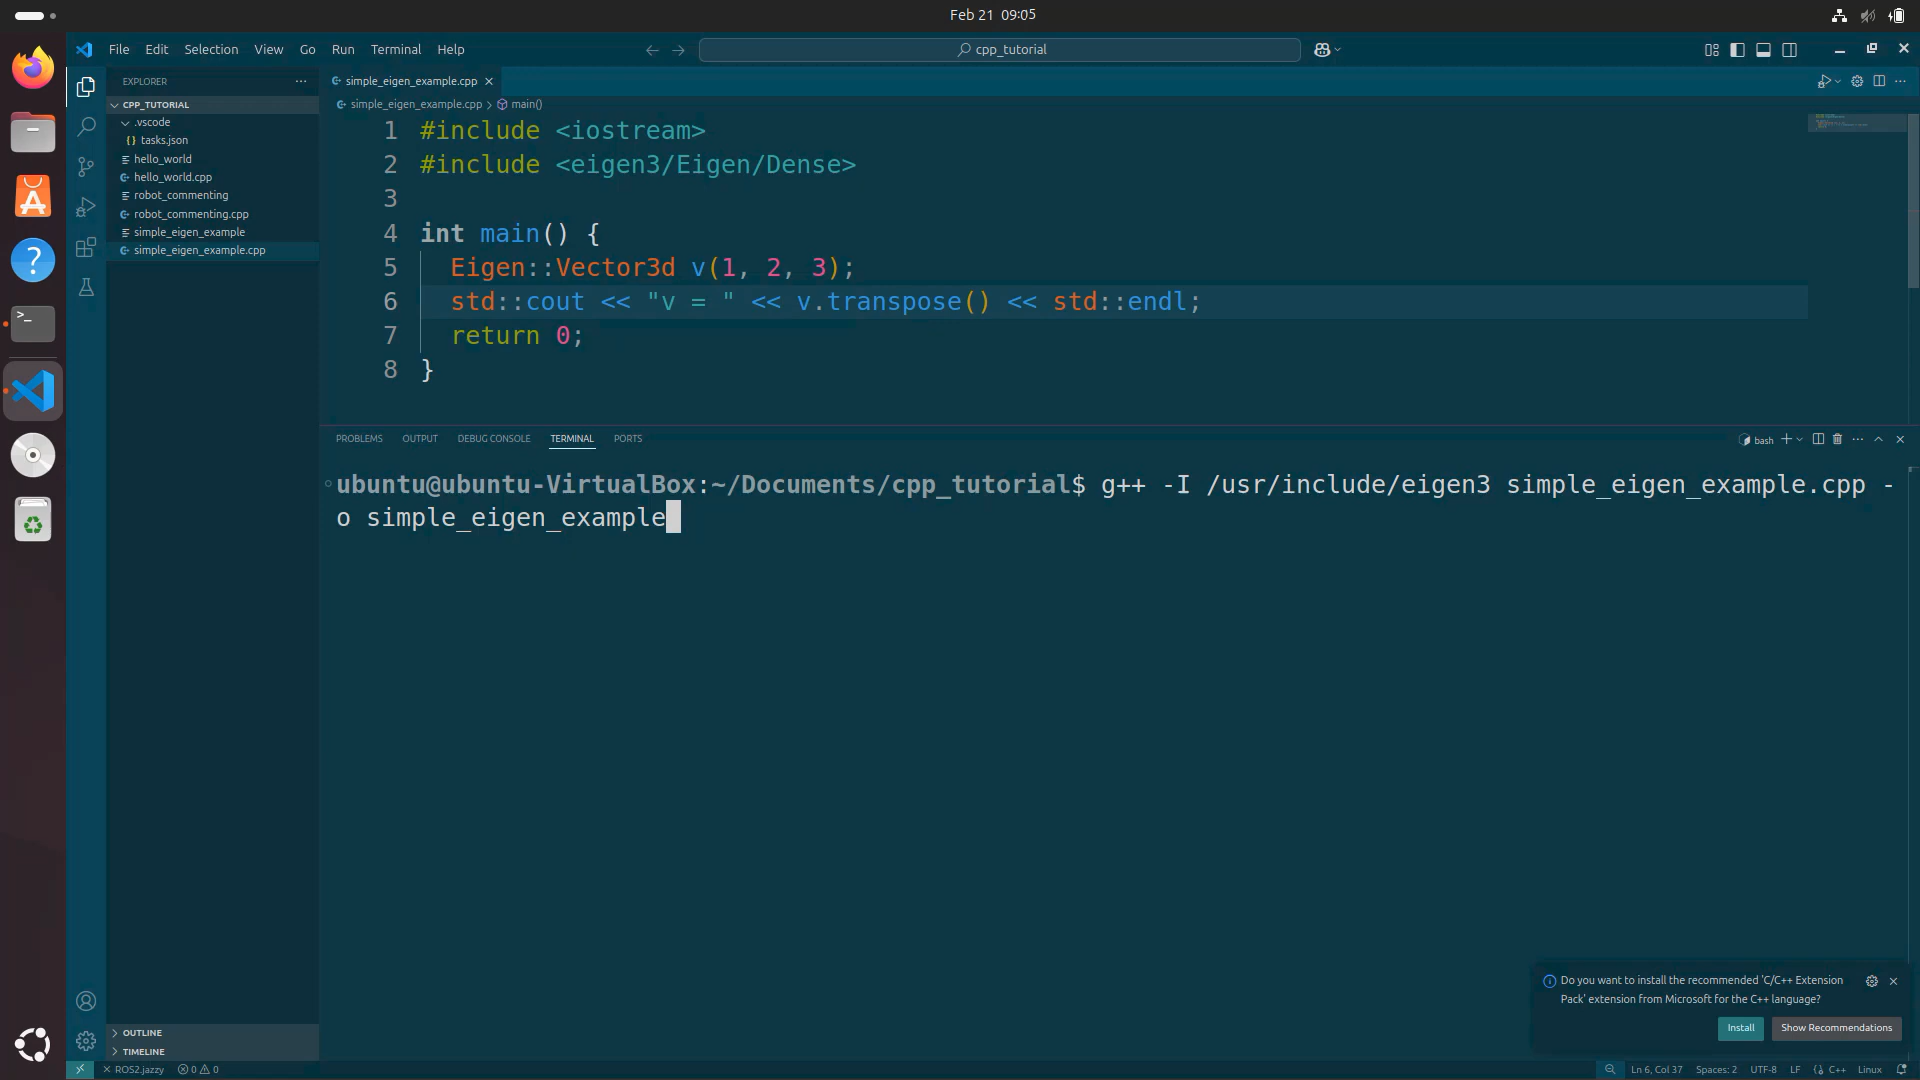 Feb 21 09:05
File Edit Selection View Go Run Terminal Help
cpp_tutorial
EXPLORER
CPP_TUTORIAL
.vscode
{} tasks.json
hello_world
hello_world.cpp
robot_commenting
robot_commenting.cpp
simple_eigen_example
simple_eigen_example.cpp
OUTLINE
TIMELINE
simple_eigen_example.cpp
simple_eigen_example.cpp > main()
1 #include <iostream>
2 #include <eigen3/Eigen/Dense>
3
4 int main() {
5 Eigen::Vector3d v(1, 2, 3);
6 std::cout << "v = " << v.transpose() << std::endl;
7 return 0;
8 }
PROBLEMS OUTPUT DEBUG CONSOLE TERMINAL PORTS
bash
ubuntu@ubuntu-VirtualBox:~/Documents/cpp_tutorial$ g++ -I /usr/include/eigen3 simple_eigen_example.cpp -
o simple_eigen_example
Do you want to install the recommended 'C/C++ Extension
Pack' extension from Microsoft for the C++ language?
Install Show Recommendations
ROS2.jazzy 0 0
Ln 6, Col 37 Spaces: 2 UTF-8 LF {} C++ Linux